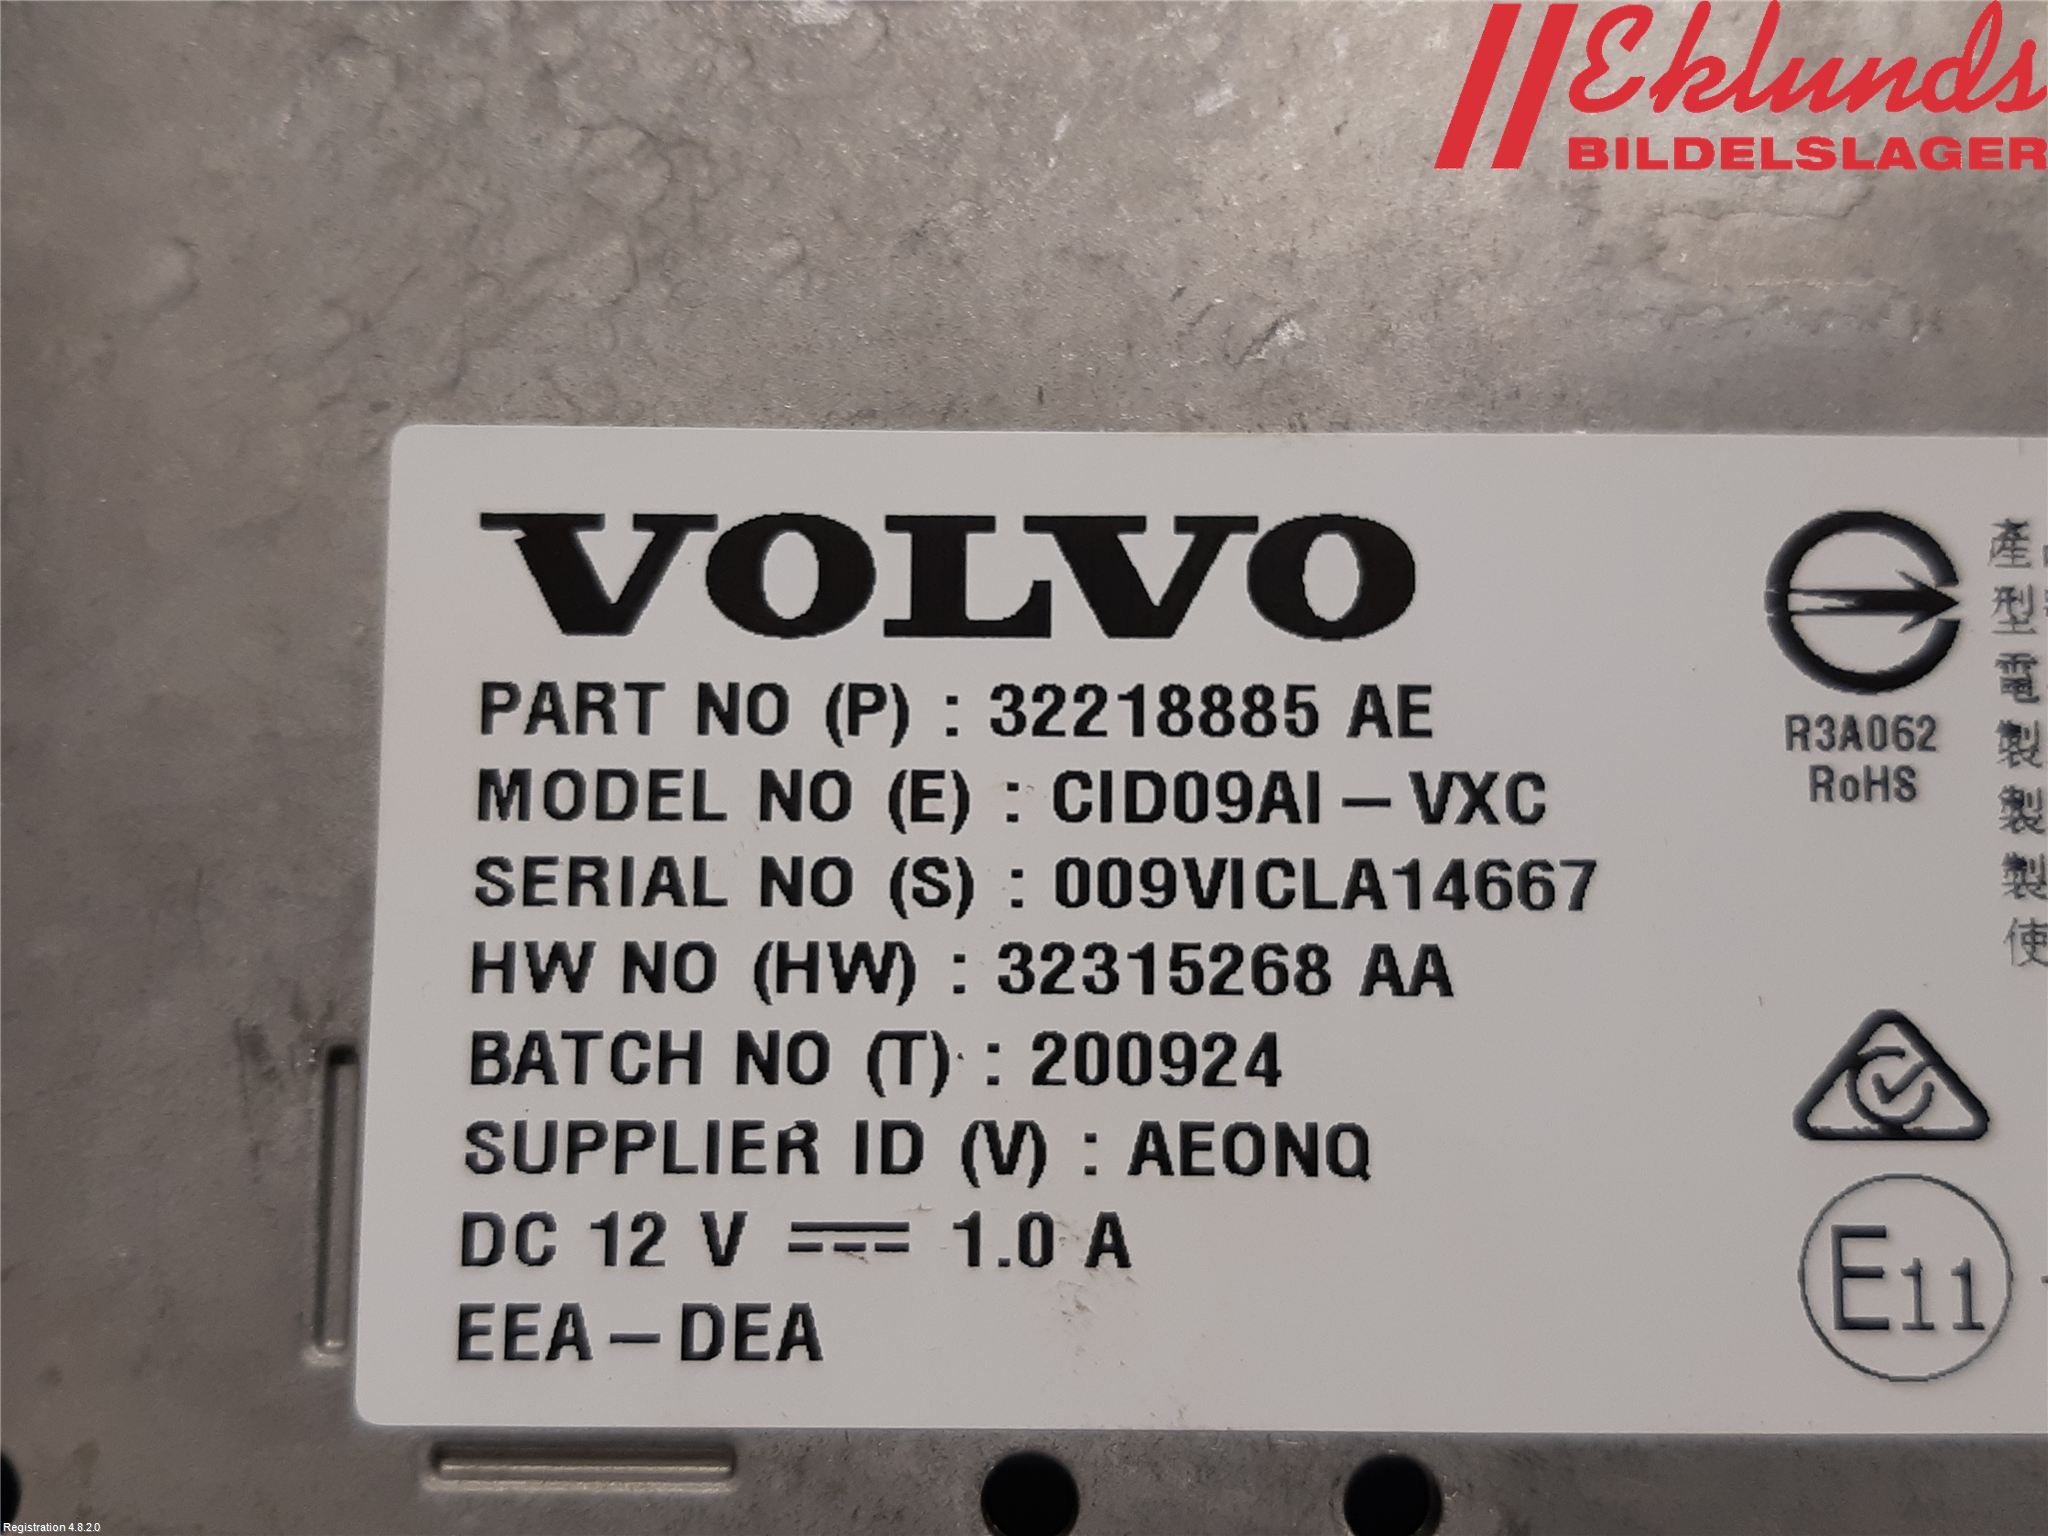 Eklunds
BILDELSLAGER
VOLVO
PART NO (P) : 32218885 AE
MODEL NO (E) : CID09AI – VXC
SERIAL NO (S) : 009VICLA14667
HW NO (HW) : 32315268 AA
BATCH NO (T) : 200924
SUPPLIER ID (V) : AEONQ
DC 12 V ⎓ 1.0 A
EEA – DEA
R3A062
RoHS
產
型
電
製
製
製
使
E11
Registration 4.8.2.0